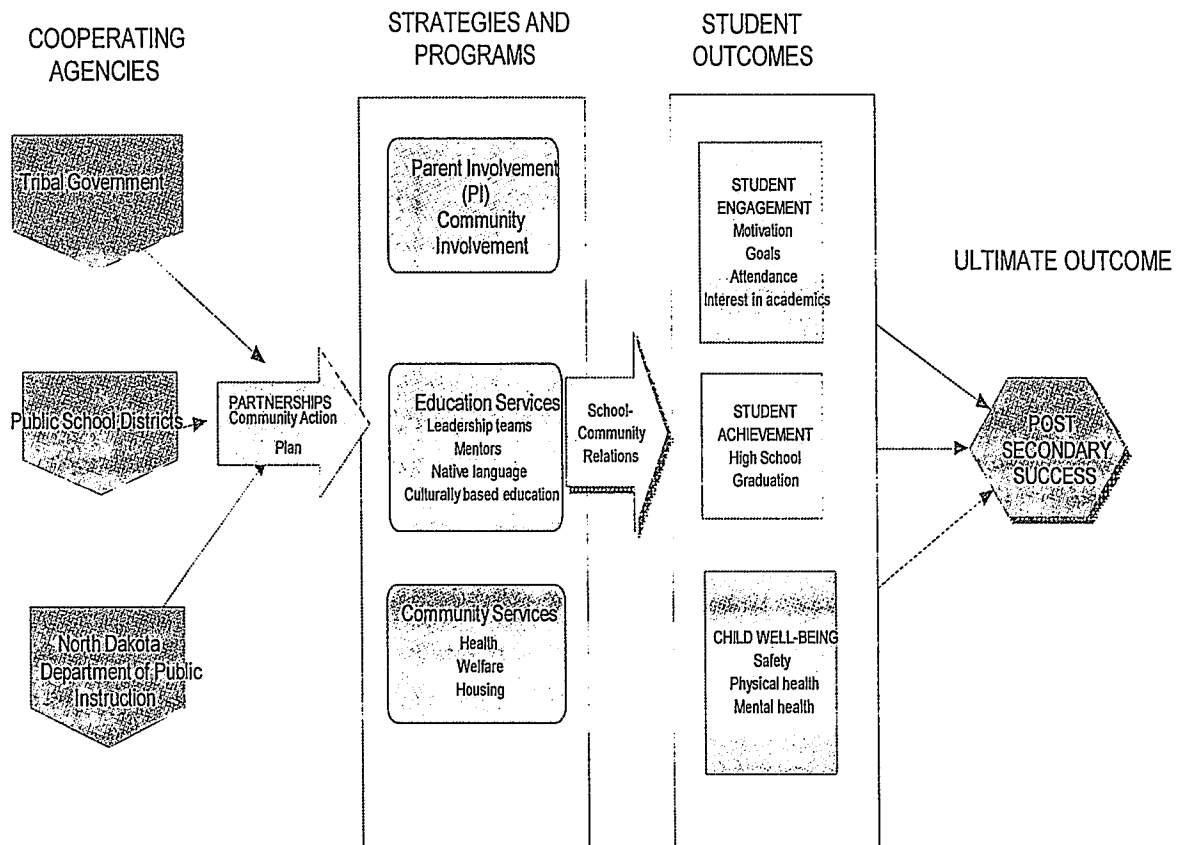 COOPERATING
AGENCIES
STRATEGIES AND
PROGRAMS
STUDENT
OUTCOMES
ULTIMATE OUTCOME
Tribal Government
Public School Districts
North Dakota
Department of Public
Instruction
PARTNERSHIPS
Community Action
Plan
Parent Involvement
(PI)
Community
Involvement
Education Services
Leadership teams
Mentors
Native language
Culturally based education
Community Services
Health
Welfare
Housing
School-
Community
Relations
STUDENT
ENGAGEMENT
Motivation
Goals
Attendance
Interest in academics
STUDENT
ACHIEVEMENT
High School
Graduation
CHILD WELL-BEING
Safety
Physical health
Mental health
POST
SECONDARY
SUCCESS